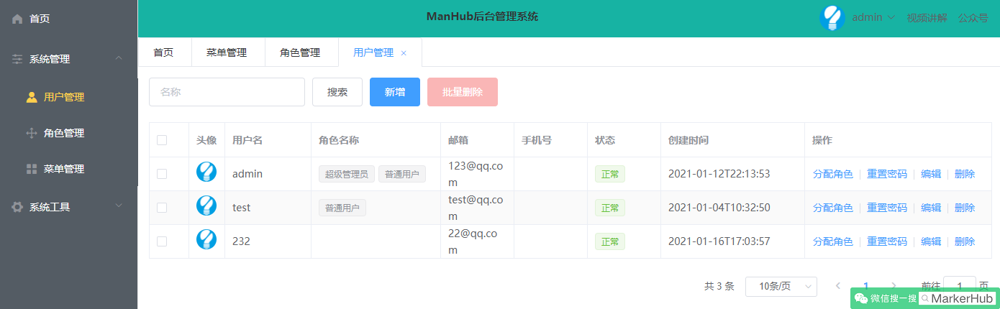 首页
ManHub后台管理系统
admin 视频讲解 公众号
系统管理
首页 菜单管理 角色管理 用户管理 ×
用户管理
名称 搜索 新增 批量删除
角色管理
头像 用户名 角色名称 邮箱 手机号 状态 创建时间 操作
菜单管理
admin 超级管理员 普通用户 123@qq.co
m 正常 2021-01-12T22:13:53 分配角色 重置密码 编辑 删除
系统工具
test 普通用户 test@qq.co
m 正常 2021-01-04T10:32:50 分配角色 重置密码 编辑 删除
232 22@qq.co
m 正常 2021-01-16T17:03:57 分配角色 重置密码 编辑 删除
共 3 条 10条/页 < 1 > 前往 1 页
微信搜一搜 MarkerHub